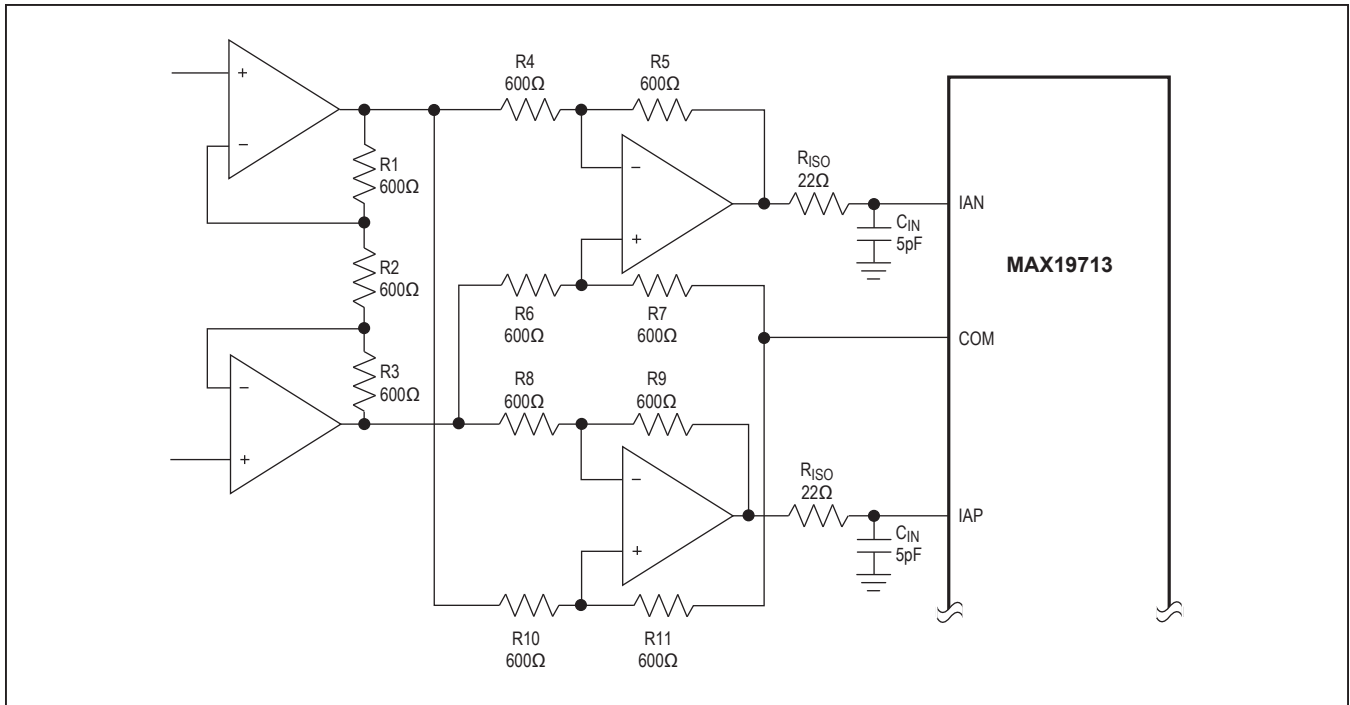 R4
600Ω
R5
600Ω
+
−
R1
600Ω
RISO
22Ω
−
+
IAN
CIN
5pF
R2
600Ω
MAX19713
R6
600Ω
R7
600Ω
COM
R3
600Ω
−
+
R8
600Ω
R9
600Ω
RISO
22Ω
−
+
IAP
CIN
5pF
R10
600Ω
R11
600Ω